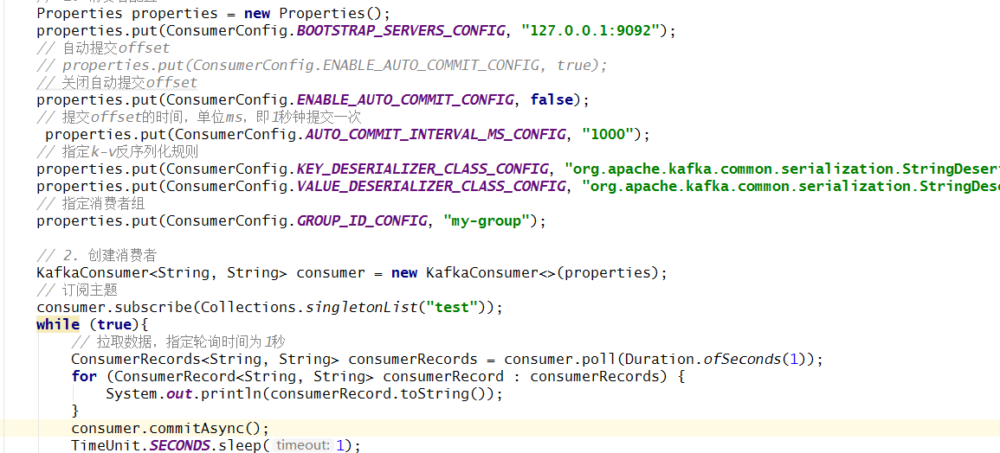 Properties properties = new Properties();
properties.put(ConsumerConfig.BOOTSTRAP_SERVERS_CONFIG, "127.0.0.1:9092");
// 自动提交offset
// properties.put(ConsumerConfig.ENABLE_AUTO_COMMIT_CONFIG, true);
// 关闭自动提交offset
properties.put(ConsumerConfig.ENABLE_AUTO_COMMIT_CONFIG, false);
// 提交offset的时间，单位ms，即1秒钟提交一次
properties.put(ConsumerConfig.AUTO_COMMIT_INTERVAL_MS_CONFIG, "1000");
// 指定k-v反序列化规则
properties.put(ConsumerConfig.KEY_DESERIALIZER_CLASS_CONFIG, "org.apache.kafka.common.serialization.StringDeseri
properties.put(ConsumerConfig.VALUE_DESERIALIZER_CLASS_CONFIG, "org.apache.kafka.common.serialization.StringDese
// 指定消费者组
properties.put(ConsumerConfig.GROUP_ID_CONFIG, "my-group");
// 2. 创建消费者
KafkaConsumer<String, String> consumer = new KafkaConsumer<>(properties);
// 订阅主题
consumer.subscribe(Collections.singletonList("test"));
while (true){
// 拉取数据，指定轮询时间为1秒
ConsumerRecords<String, String> consumerRecords = consumer.poll(Duration.ofSeconds(1));
for (ConsumerRecord<String, String> consumerRecord : consumerRecords) {
System.out.println(consumerRecord.toString());
}
consumer.commitAsync();
TimeUnit.SECONDS.sleep( timeout: 1);